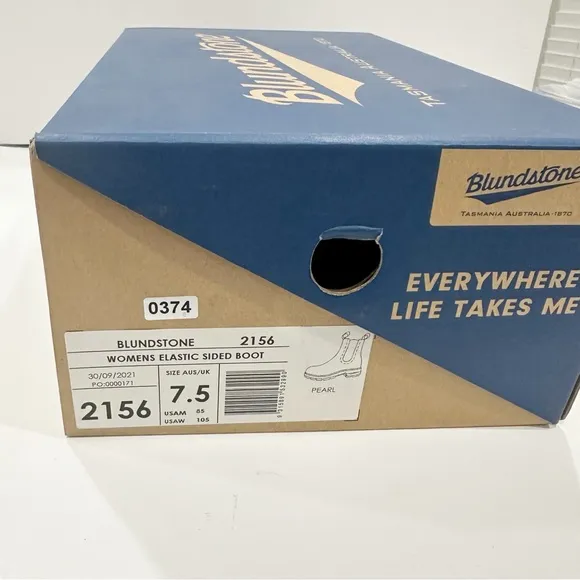 Blundstone
TASMANIA AUSTRALIA 1870
Blundstone
TASMANIA AUSTRALIA·1870
EVERYWHERE
LIFE TAKES ME
0374
BLUNDSTONE 2156
WOMENS ELASTIC SIDED BOOT
30/09/2021
PO:0000171
2156
SIZE AUS/UK
7.5
USAM 85
USAW 105
PEARL